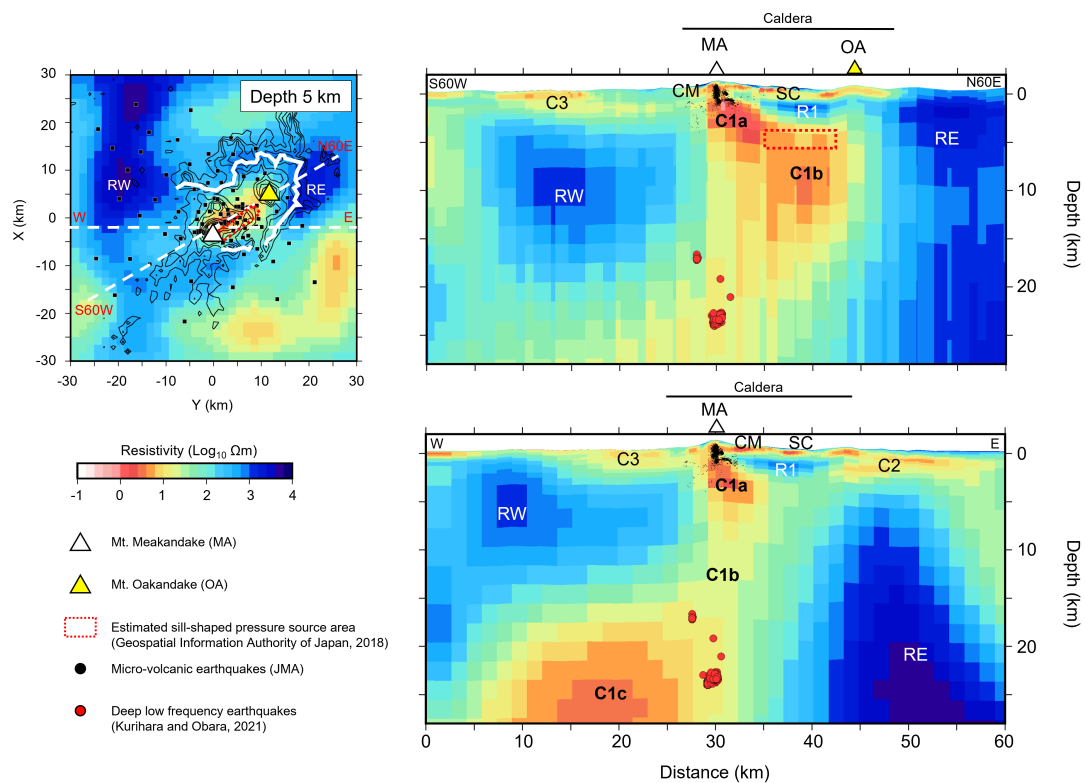 Depth 5 km
30
20
10
0
-10
-20
-30
X (km)
-30
-20
-10
0
10
20
30
Y (km)
RW
RE
N60E
W
E
S60W
Resistivity (Log10 Ωm)
-1
0
1
2
3
4
Mt. Meakandake (MA)
Mt. Oakandake (OA)
Estimated sill-shaped pressure source area
(Geospatial Information Authority of Japan, 2018)
Micro-volcanic earthquakes (JMA)
Deep low frequency earthquakes
(Kurihara and Obara, 2021)
Caldera
MA
OA
S60W
N60E
CM
SC
C3
C1a
R1
RE
RW
C1b
0
10
20
Depth (km)
Caldera
MA
W
E
CM
SC
C3
C1a
R1
C2
RW
C1b
C1c
RE
0
10
20
Depth (km)
0
10
20
30
40
50
60
Distance (km)